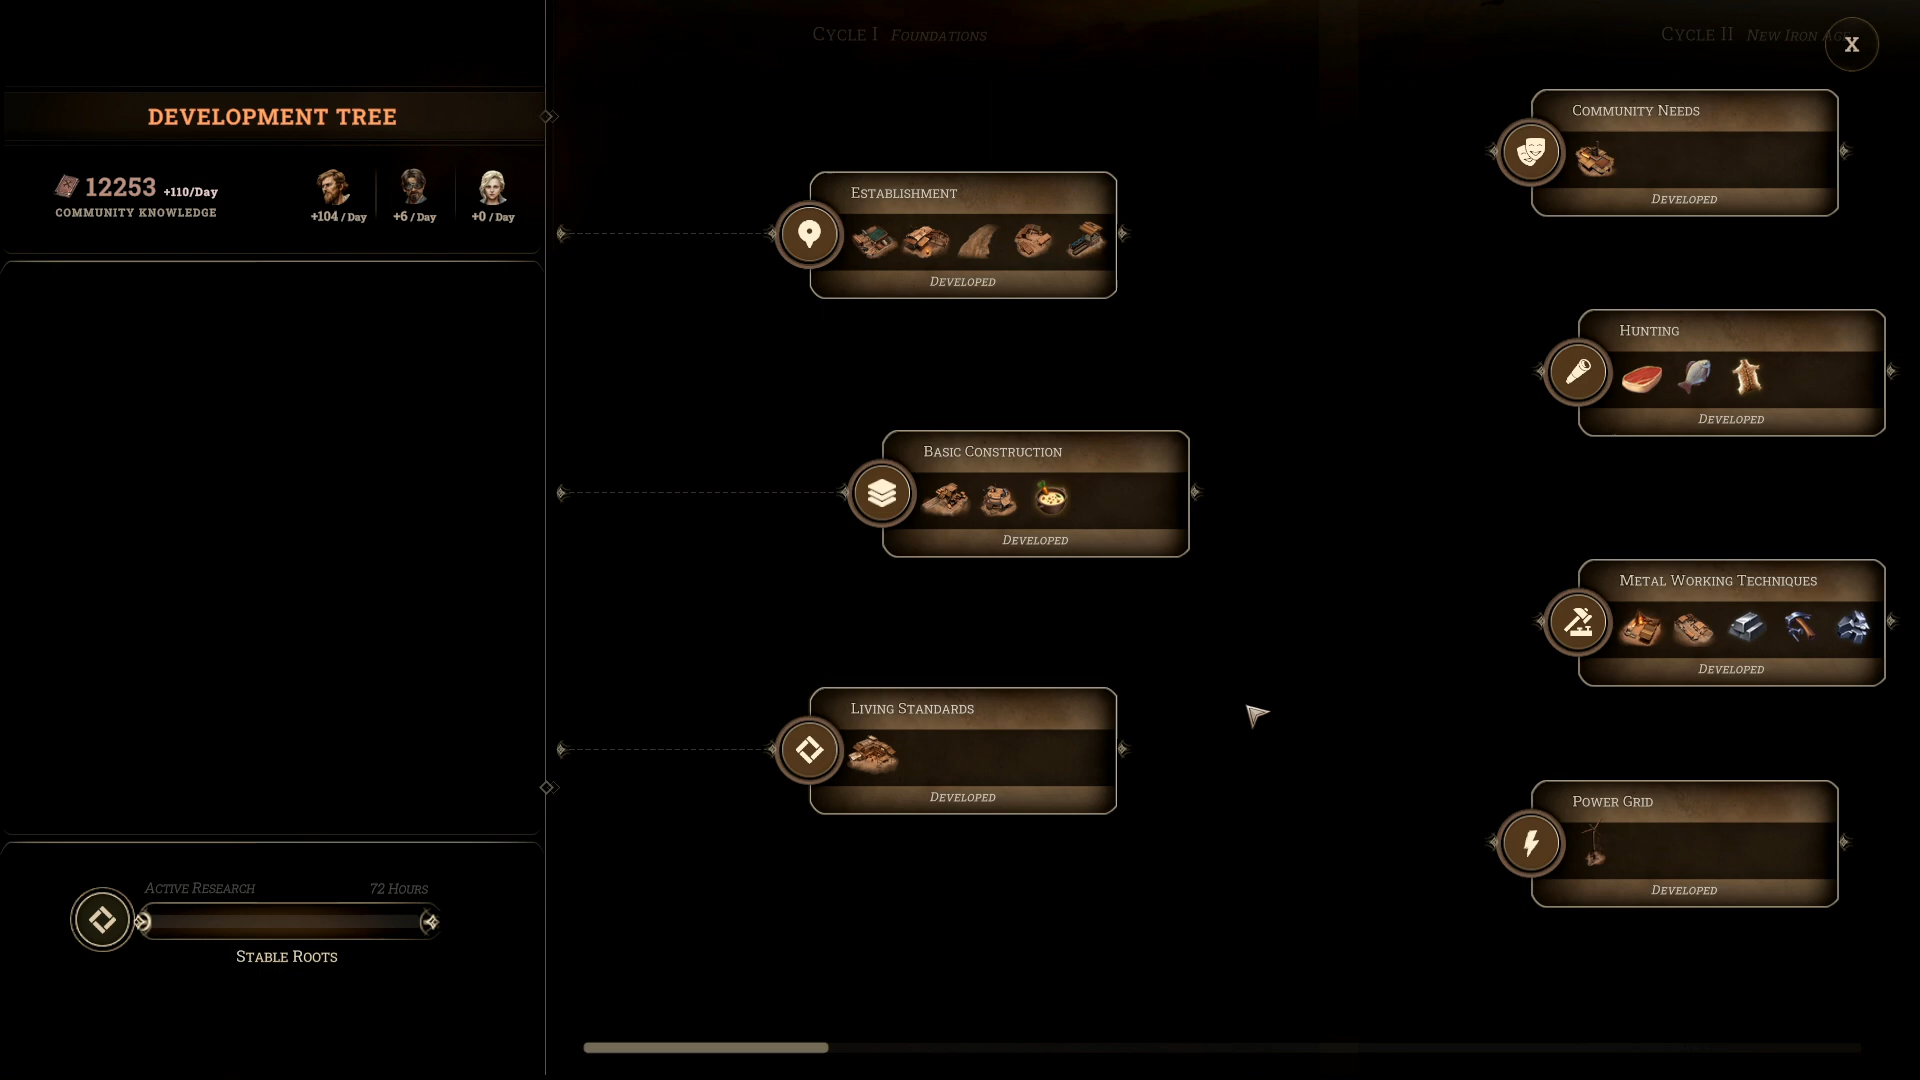 Cycle I Foundations
Cycle II New Iron Age
X
DEVELOPMENT TREE
12253 +110/Day
COMMUNITY KNOWLEDGE
+104 / Day
+6 / Day
+0 / Day
Community Needs
Developed
Establishment
Developed
Hunting
Developed
Basic Construction
Developed
Metal Working Techniques
Developed
Living Standards
Developed
Power Grid
Developed
Active Research
72 Hours
Stable Roots